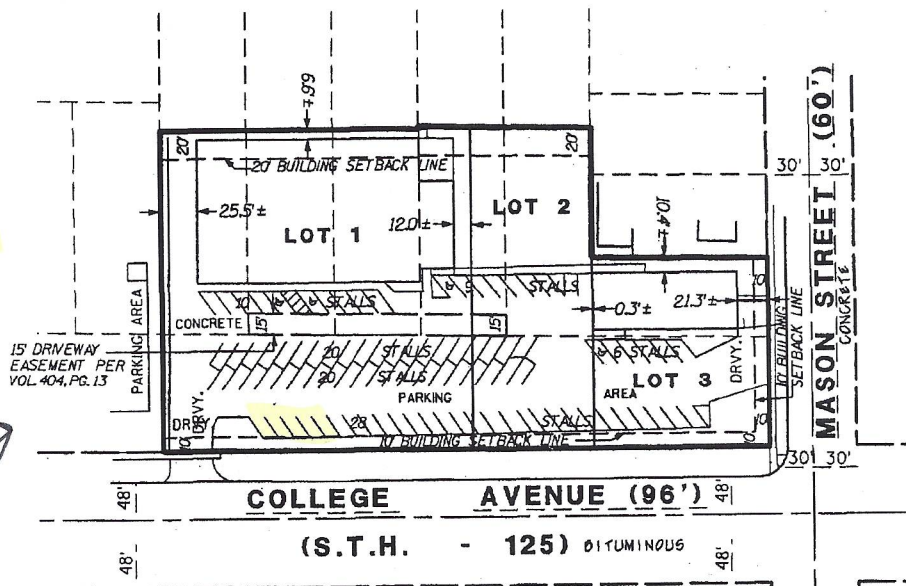 6.6'±
20'
20'
20' BUILDING SETBACK LINE
30' 30'
MASON STREET (60')
CONCRETE
25.5'±
LOT 1
12.0'±
LOT 2
10.4'±
10
STALLS
STALLS
0.3'±
21.3'±
10' BUILDING
SETBACK LINE
PARKING AREA
CONCRETE
15'
15'
15' DRIVEWAY
EASEMENT PER
VOL. 404, PG. 13
20 STALLS
20 STALLS
6 STALLS
LOT 3
DRVY.
PARKING
AREA
DRVY.
DRVY.
28 STALLS
10'
10' BUILDING SETBACK LINE
10
10
10
30' 30'
48'
COLLEGE AVENUE (96')
48'
(S.T.H. - 125) BITUMINOUS
48'
48'